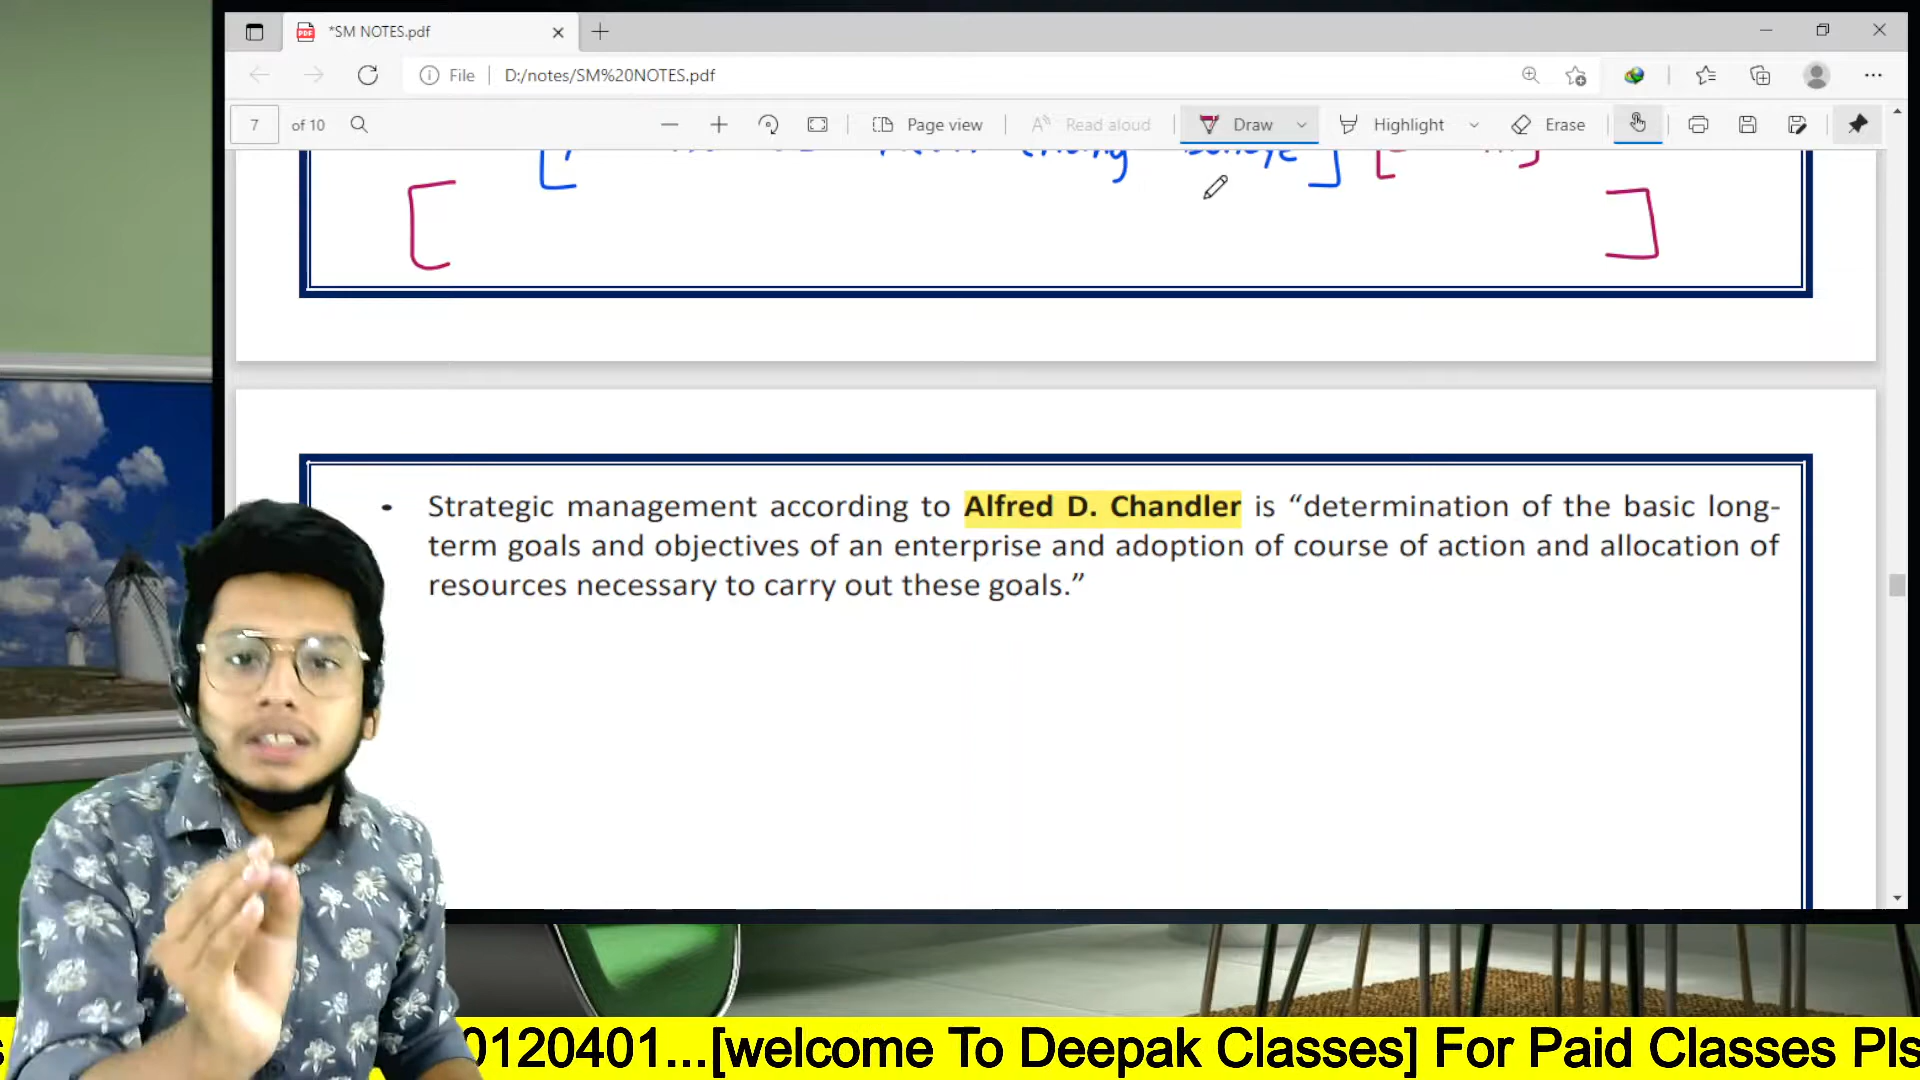 *SM NOTES.pdf
File D:/notes/SM%20NOTES.pdf
7 of 10 Page view Read aloud Draw Highlight Erase
• Strategic management according to Alfred D. Chandler is “determination of the basic long-
term goals and objectives of an enterprise and adoption of course of action and allocation of
resources necessary to carry out these goals.”
0120401...[welcome To Deepak Classes] For Paid Classes Pls